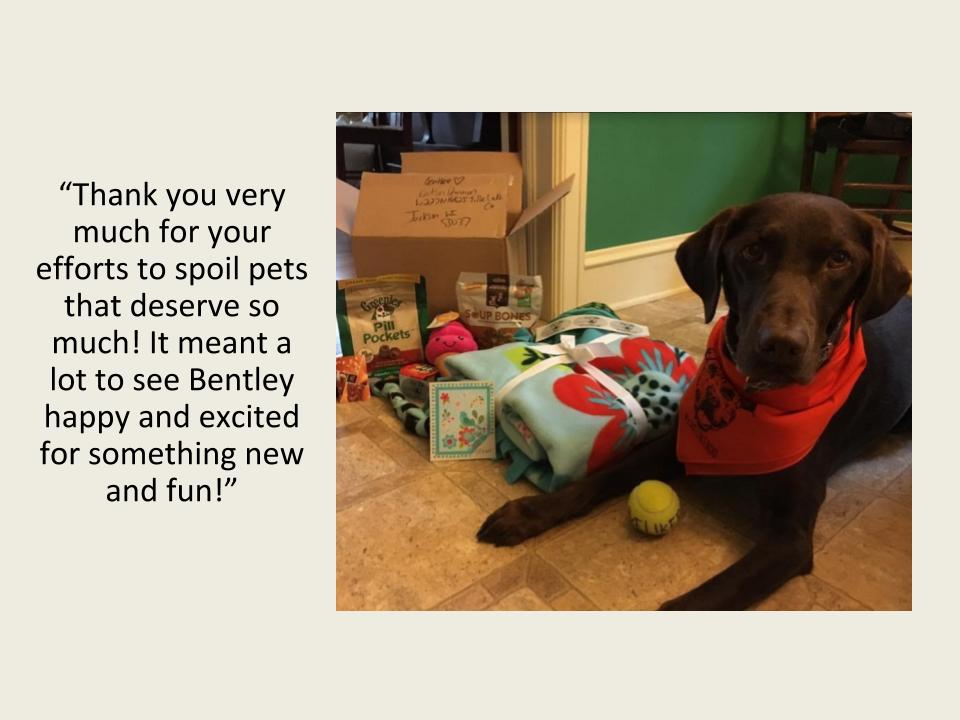 “Thank you very
much for your
efforts to spoil pets
that deserve so
much! It meant a
lot to see Bentley
happy and excited
for something new
and fun!”
Greenies
Pill
Pockets
SOUP BONES